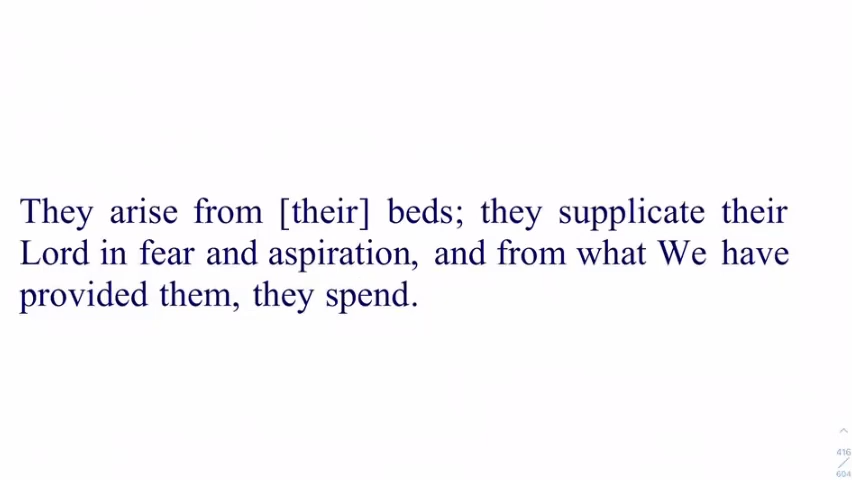 They arise from [their] beds; they supplicate their
Lord in fear and aspiration, and from what We have
provided them, they spend.
416
604